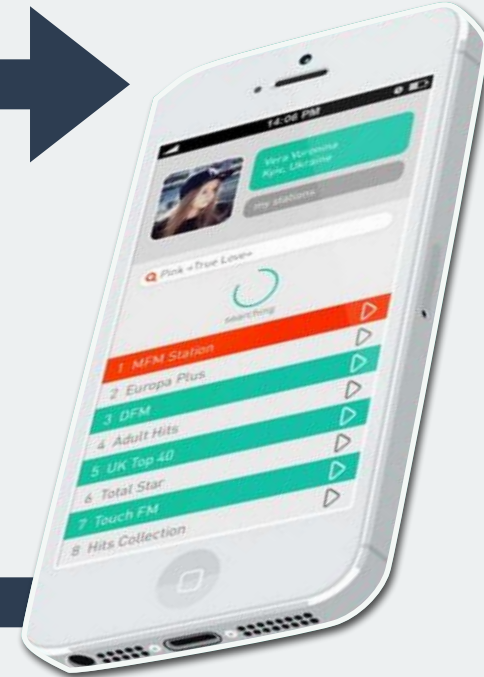 14:06 PM
Vera Voronina
Kyic, Ukraine
my stations
Pink «True Love»
searching
1 MFM Station
2 Europa Plus
3 DFM
4 Adult Hits
5 UK Top 40
6 Total Star
7 Touch FM
8 Hits Collection